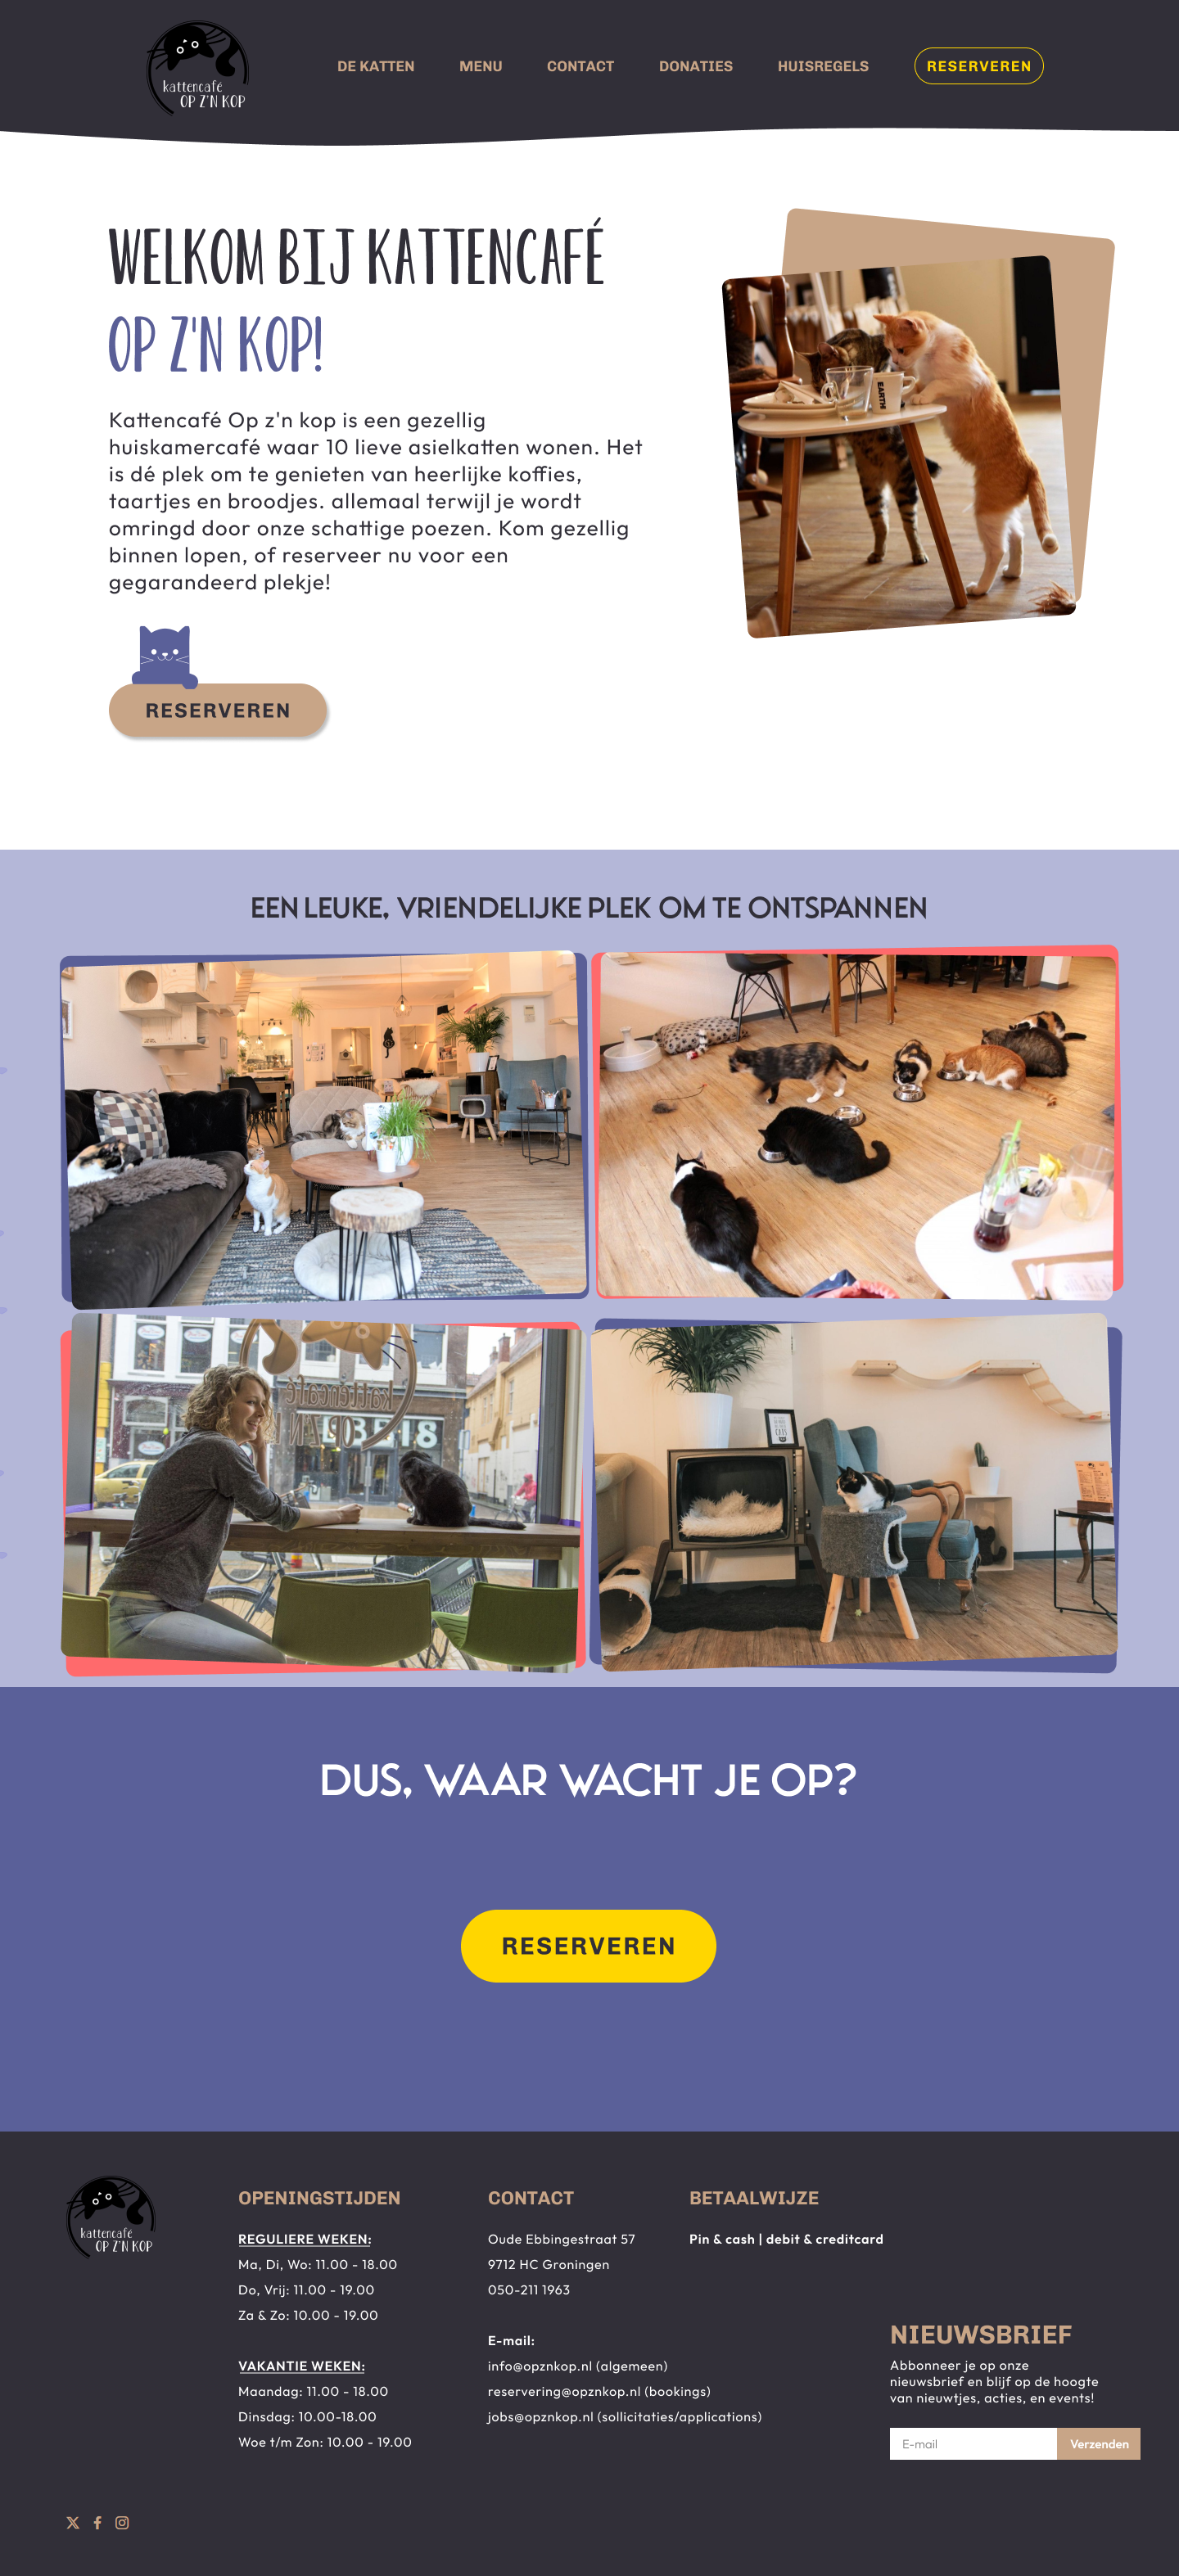 kattencafé
OP Z'N KOP
DE KATTEN
MENU
CONTACT
DONATIES
HUISREGELS
RESERVEREN
WELKOM BIJ KATTENCAFÉ
OP Z'N KOP!
Kattencafé Op z'n kop is een gezellig
huiskamercafé waar 10 lieve asielkatten wonen. Het
is dé plek om te genieten van heerlijke koffies,
taartjes en broodjes. allemaal terwijl je wordt
omringd door onze schattige poezen. Kom gezellig
binnen lopen, of reserveer nu voor een
gegarandeerd plekje!
EARTH
RESERVEREN
EEN LEUKE, VRIENDELIJKE PLEK OM TE ONTSPANNEN
kattencafé
OP Z'N
DUS, WAAR WACHT JE OP?
RESERVEREN
kattencafé
OP Z'N KOP
OPENINGSTIJDEN
REGULIERE WEKEN:
Ma, Di, Wo: 11.00 - 18.00
Do, Vrij: 11.00 - 19.00
Za & Zo: 10.00 - 19.00
VAKANTIE WEKEN:
Maandag: 11.00 - 18.00
Dinsdag: 10.00-18.00
Woe t/m Zon: 10.00 - 19.00
CONTACT
Oude Ebbingestraat 57
9712 HC Groningen
050-211 1963
E-mail:
info@opznkop.nl (algemeen)
reservering@opznkop.nl (bookings)
jobs@opznkop.nl (sollicitaties/applications)
BETAALWIJZE
Pin & cash | debit & creditcard
NIEUWSBRIEF
Abbonneer je op onze
nieuwsbrief en blijf op de hoogte
van nieuwtjes, acties, en events!
E-mail
Verzenden